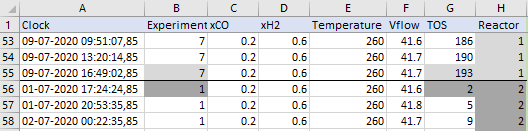 A B C D E F G H
1 Clock Experiment xCO xH2 Temperature Vflow TOS Reactor
53 09-07-2020 09:51:07,85 7 0.2 0.6 260 41.6 186 1
54 09-07-2020 13:20:14,85 7 0.2 0.6 260 41.7 190 1
55 09-07-2020 16:49:02,85 7 0.2 0.6 260 41.7 193 1
56 01-07-2020 17:24:24,85 1 0.2 0.6 260 41.6 2 2
57 01-07-2020 20:53:35,85 1 0.2 0.6 260 41.8 5 2
58 02-07-2020 00:22:35,85 1 0.2 0.6 260 41.7 9 2